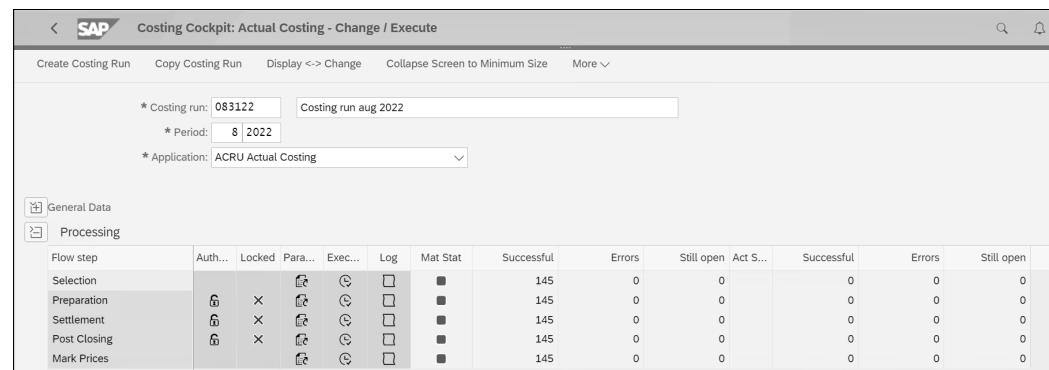 SAP Costing Cockpit: Actual Costing - Change / Execute
Create Costing Run Copy Costing Run Display <-> Change Collapse Screen to Minimum Size More
* Costing run: 083122 Costing run aug 2022
* Period: 8 2022
* Application: ACRU Actual Costing
General Data
Processing
Flow step Auth... Locked Para... Exec... Log Mat Stat Successful Errors Still open Act S... Successful Errors Still open
Selection 145 0 0 0 0 0
Preparation 145 0 0 0 0 0
Settlement 145 0 0 0 0 0
Post Closing 145 0 0 0 0 0
Mark Prices 145 0 0 0 0 0